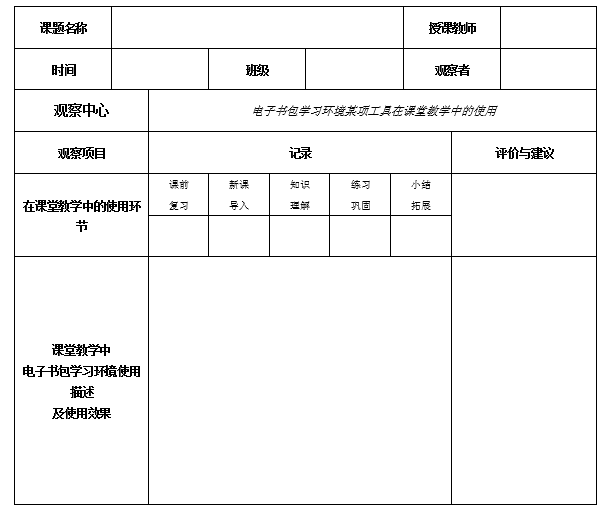 课题名称 授课教师
时间 班级 观察者
观察中心 电子书包学习环境某项工具在课堂教学中的使用
观察项目 记录 评价与建议
在课堂教学中的使用环
节
课前
复习
新课
导入
知识
理解
练习
巩固
小结
拓展
课堂教学中
电子书包学习环境使用
描述
及使用效果